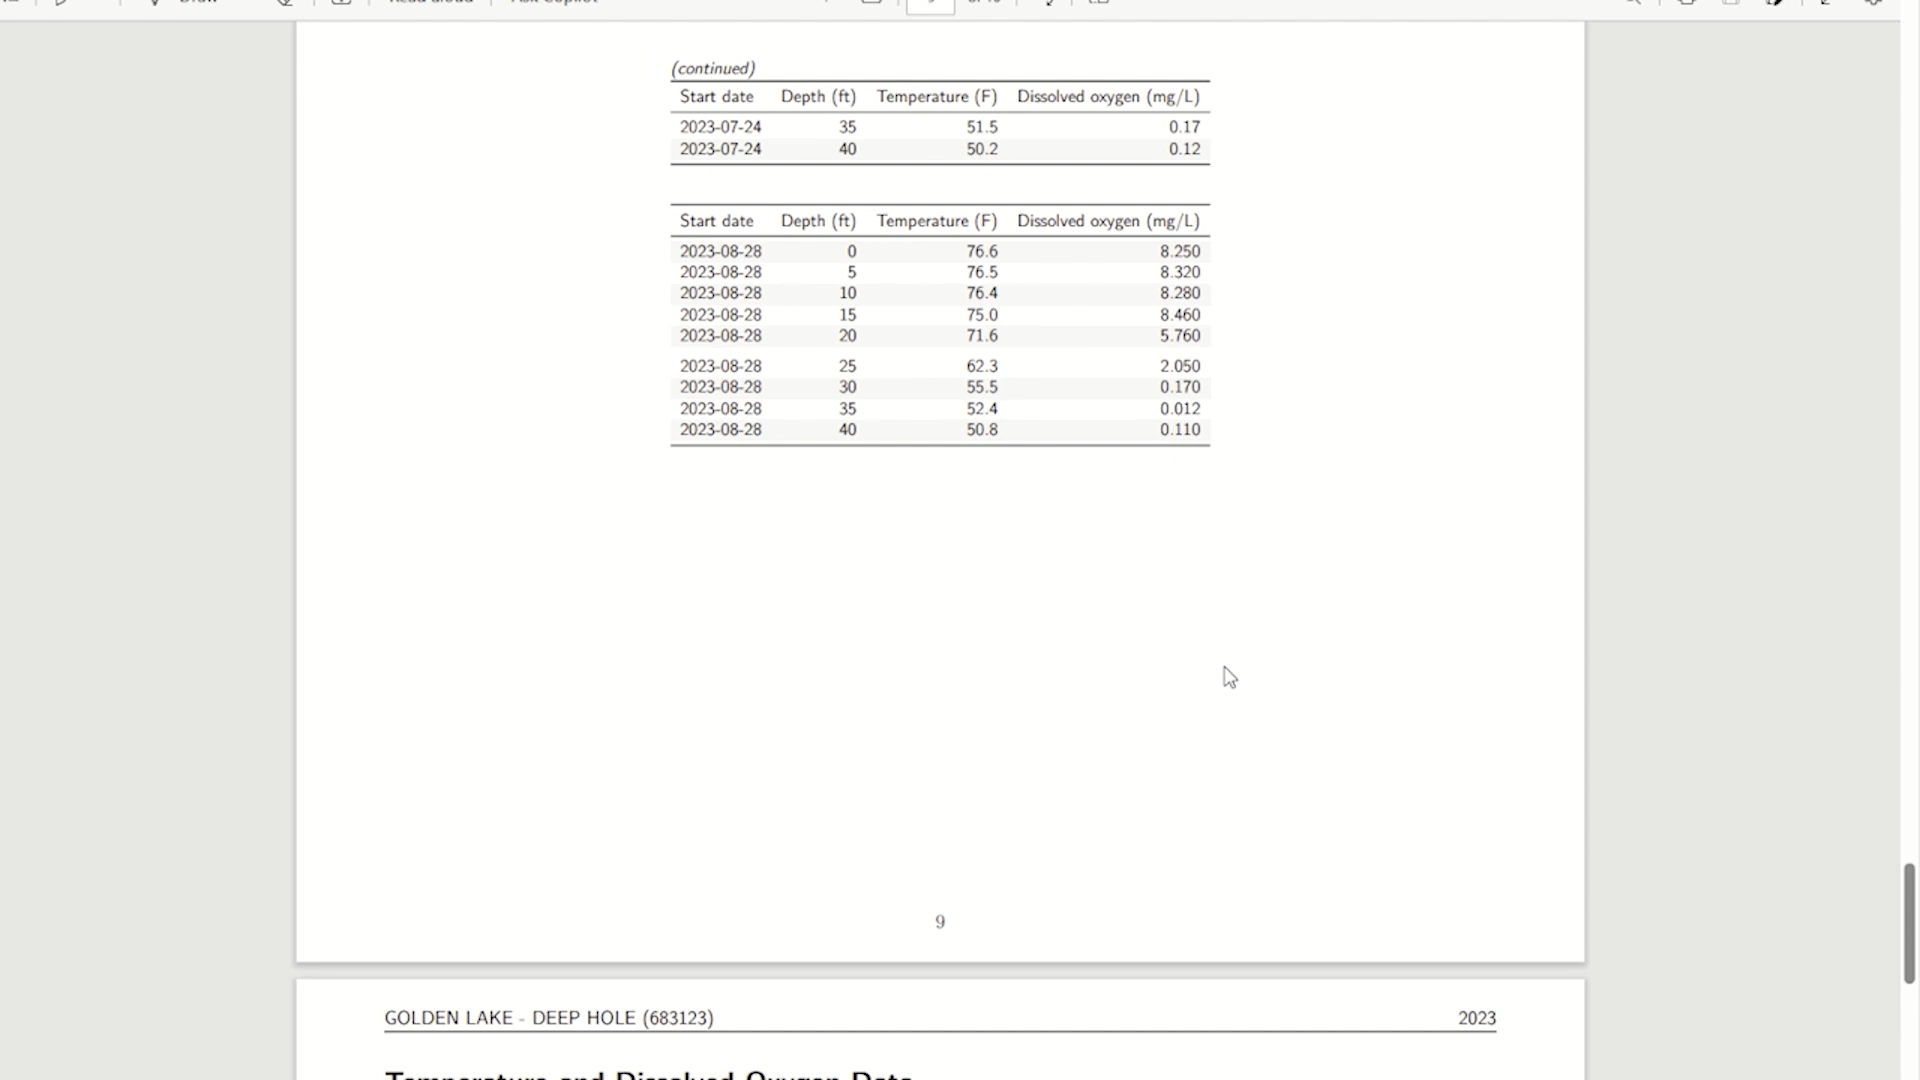 (continued)
Start date Depth (ft) Temperature (F) Dissolved oxygen (mg/L)
2023-07-24 35 51.5 0.17
2023-07-24 40 50.2 0.12
Start date Depth (ft) Temperature (F) Dissolved oxygen (mg/L)
2023-08-28 0 76.6 8.250
2023-08-28 5 76.5 8.320
2023-08-28 10 76.4 8.280
2023-08-28 15 75.0 8.460
2023-08-28 20 71.6 5.760
2023-08-28 25 62.3 2.050
2023-08-28 30 55.5 0.170
2023-08-28 35 52.4 0.012
2023-08-28 40 50.8 0.110
9
GOLDEN LAKE - DEEP HOLE (683123) 2023
Temperature and Dissolved Oxygen Data